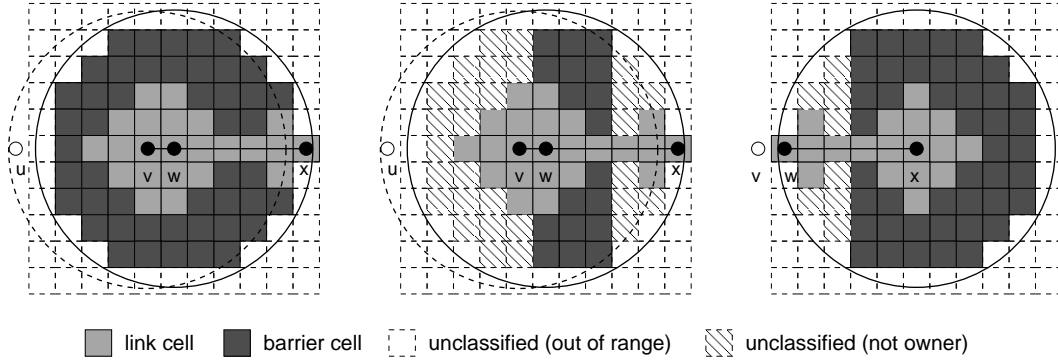 u v w x
u v w x
v w x
link cell barrier cell unclassified (out of range) unclassified (not owner)